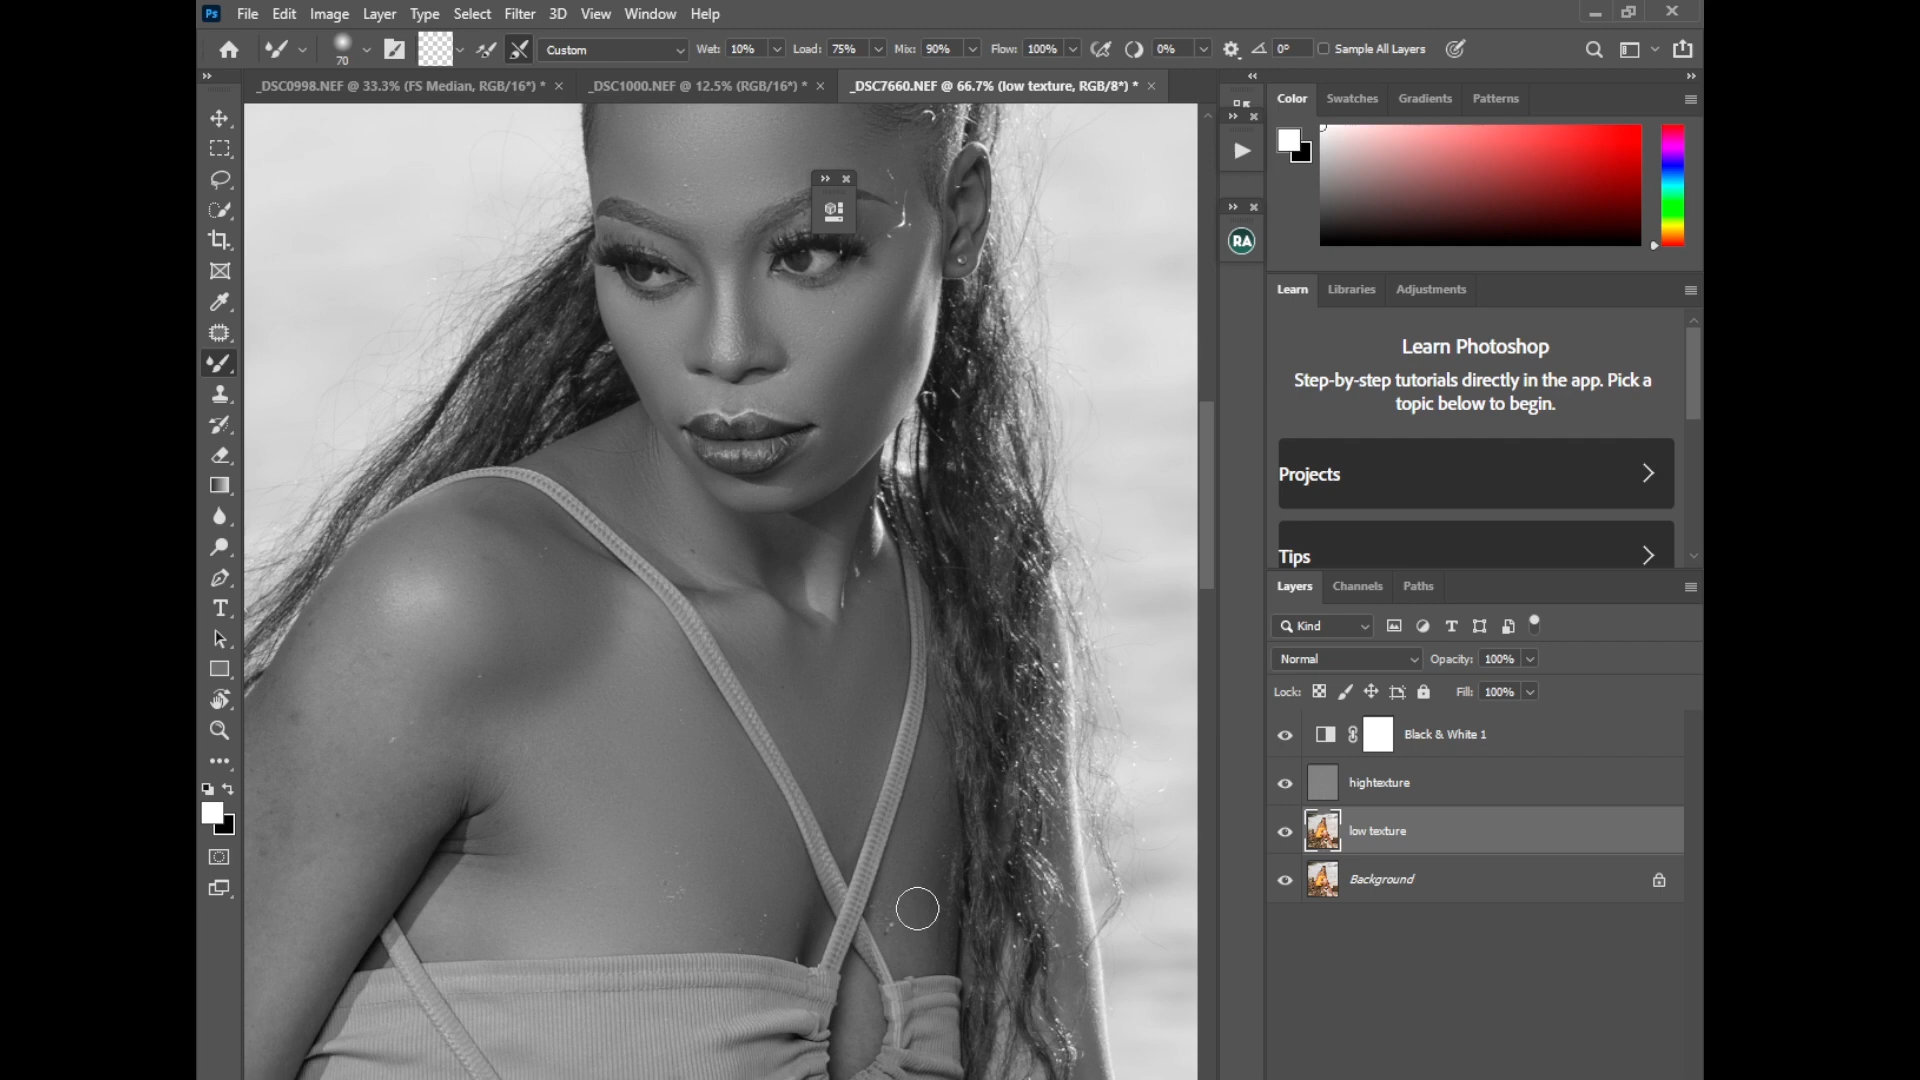 Ps File Edit Image Layer Type Select Filter 3D View Window Help
70 Custom Wet: 10% Load: 75% Mix: 90% Flow: 100% 0% 0° Sample All Layers
_DSC0998.NEF @ 33.3% (FS Median, RGB/16*) * _DSC1000.NEF @ 12.5% (RGB/16*) * _DSC7660.NEF @ 66.7% (low texture, RGB/8*) *
Color Swatches Gradients Patterns
RA
Learn Libraries Adjustments
Learn Photoshop
Step-by-step tutorials directly in the app. Pick a
topic below to begin.
Projects
Tips
Layers Channels Paths
Kind
Normal Opacity: 100%
Lock: Fill: 100%
Black & White 1
hightexture
low texture
Background